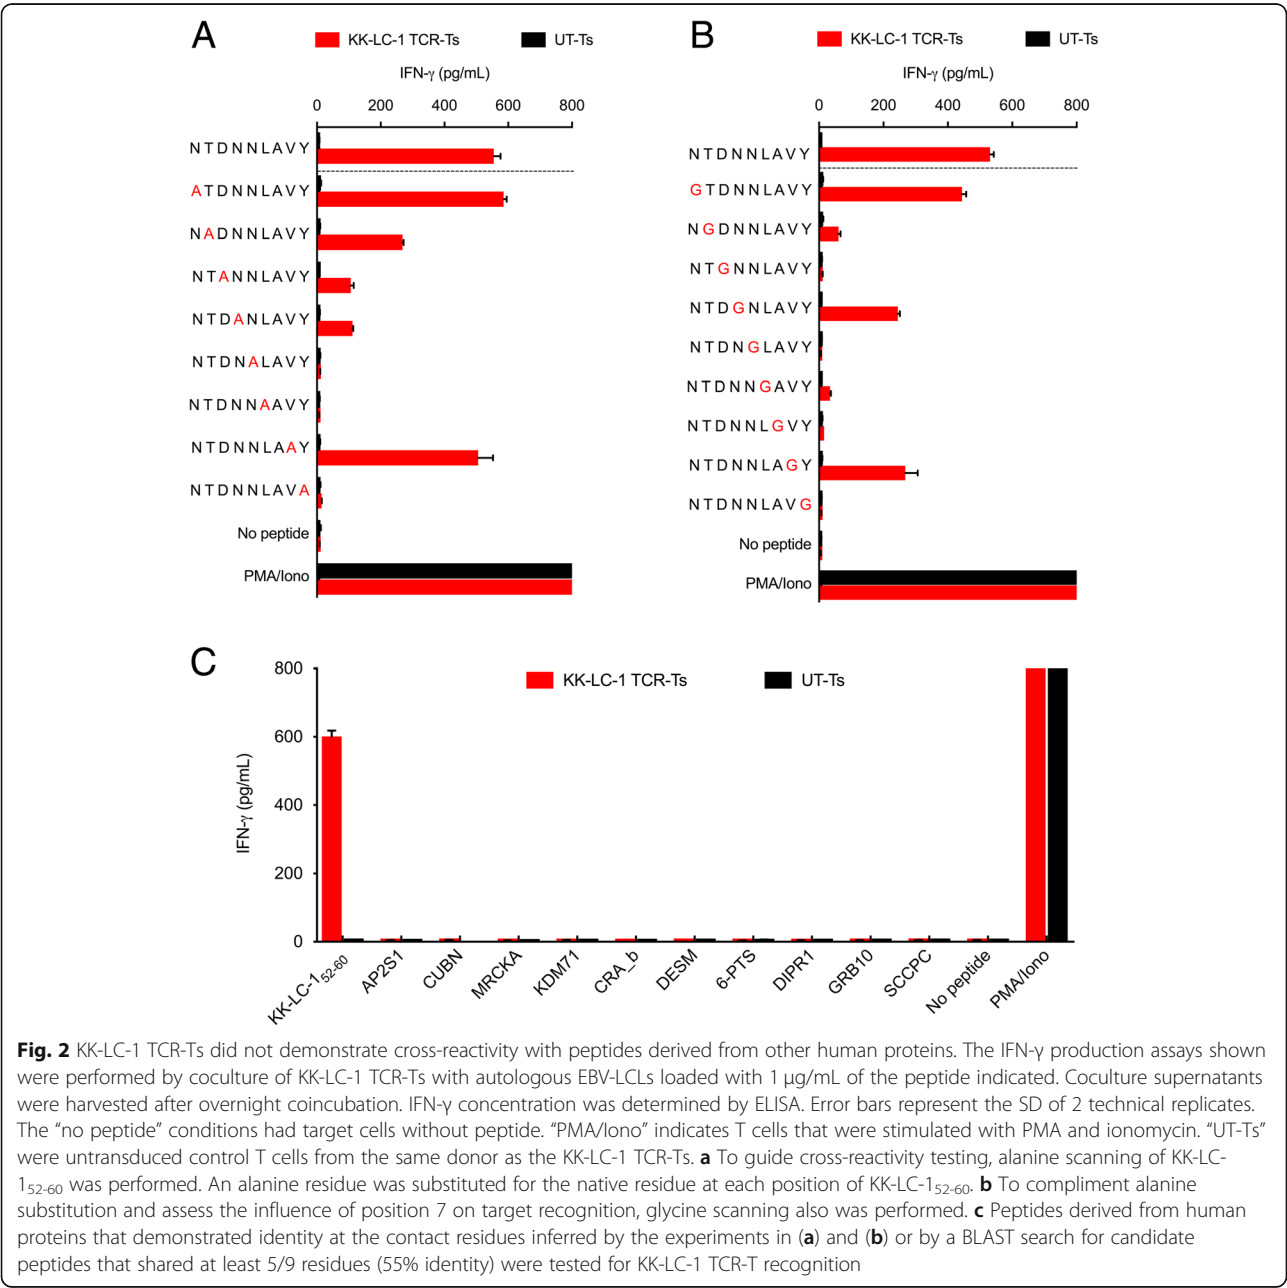 A
KK-LC-1 TCR-Ts UT-Ts
IFN-γ (pg/mL)
0 200 400 600 800
NTDNNLAVY
ATDNNLAVY
NADNNLAVY
NTANNLAVY
NTDANLAVY
NTDNALAVY
NTDNNAAVY
NTDNNLAAY
NTDNNLAVA
No peptide
PMA/Iono
B
KK-LC-1 TCR-Ts UT-Ts
IFN-γ (pg/mL)
0 200 400 600 800
NTDNNLAVY
GTDNNLAVY
NGDNNLAVY
NTGNNLAVY
NTDGNLAVY
NTDNGLAVY
NTDNNGAVY
NTDNNLGVY
NTDNNLAGY
NTDNNLAVG
No peptide
PMA/Iono
C
KK-LC-1 TCR-Ts UT-Ts
IFN-γ (pg/mL)
800
600
400
200
0
KK-LC-152-60
AP2S1
CUBN
MRCKA
KDM71
CRA_b
DESM
6-PTS
DIPR1
GRB10
SCCPC
No peptide
PMA/Iono
Fig. 2 KK-LC-1 TCR-Ts did not demonstrate cross-reactivity with peptides derived from other human proteins. The IFN-γ production assays shown
were performed by coculture of KK-LC-1 TCR-Ts with autologous EBV-LCLs loaded with 1 μg/mL of the peptide indicated. Coculture supernatants
were harvested after overnight coincubation. IFN-γ concentration was determined by ELISA. Error bars represent the SD of 2 technical replicates.
The “no peptide” conditions had target cells without peptide. “PMA/Iono” indicates T cells that were stimulated with PMA and ionomycin. “UT-Ts”
were untransduced control T cells from the same donor as the KK-LC-1 TCR-Ts. a To guide cross-reactivity testing, alanine scanning of KK-LC-
152-60 was performed. An alanine residue was substituted for the native residue at each position of KK-LC-152-60. b To compliment alanine
substitution and assess the influence of position 7 on target recognition, glycine scanning also was performed. c Peptides derived from human
proteins that demonstrated identity at the contact residues inferred by the experiments in (a) and (b) or by a BLAST search for candidate
peptides that shared at least 5/9 residues (55% identity) were tested for KK-LC-1 TCR-T recognition